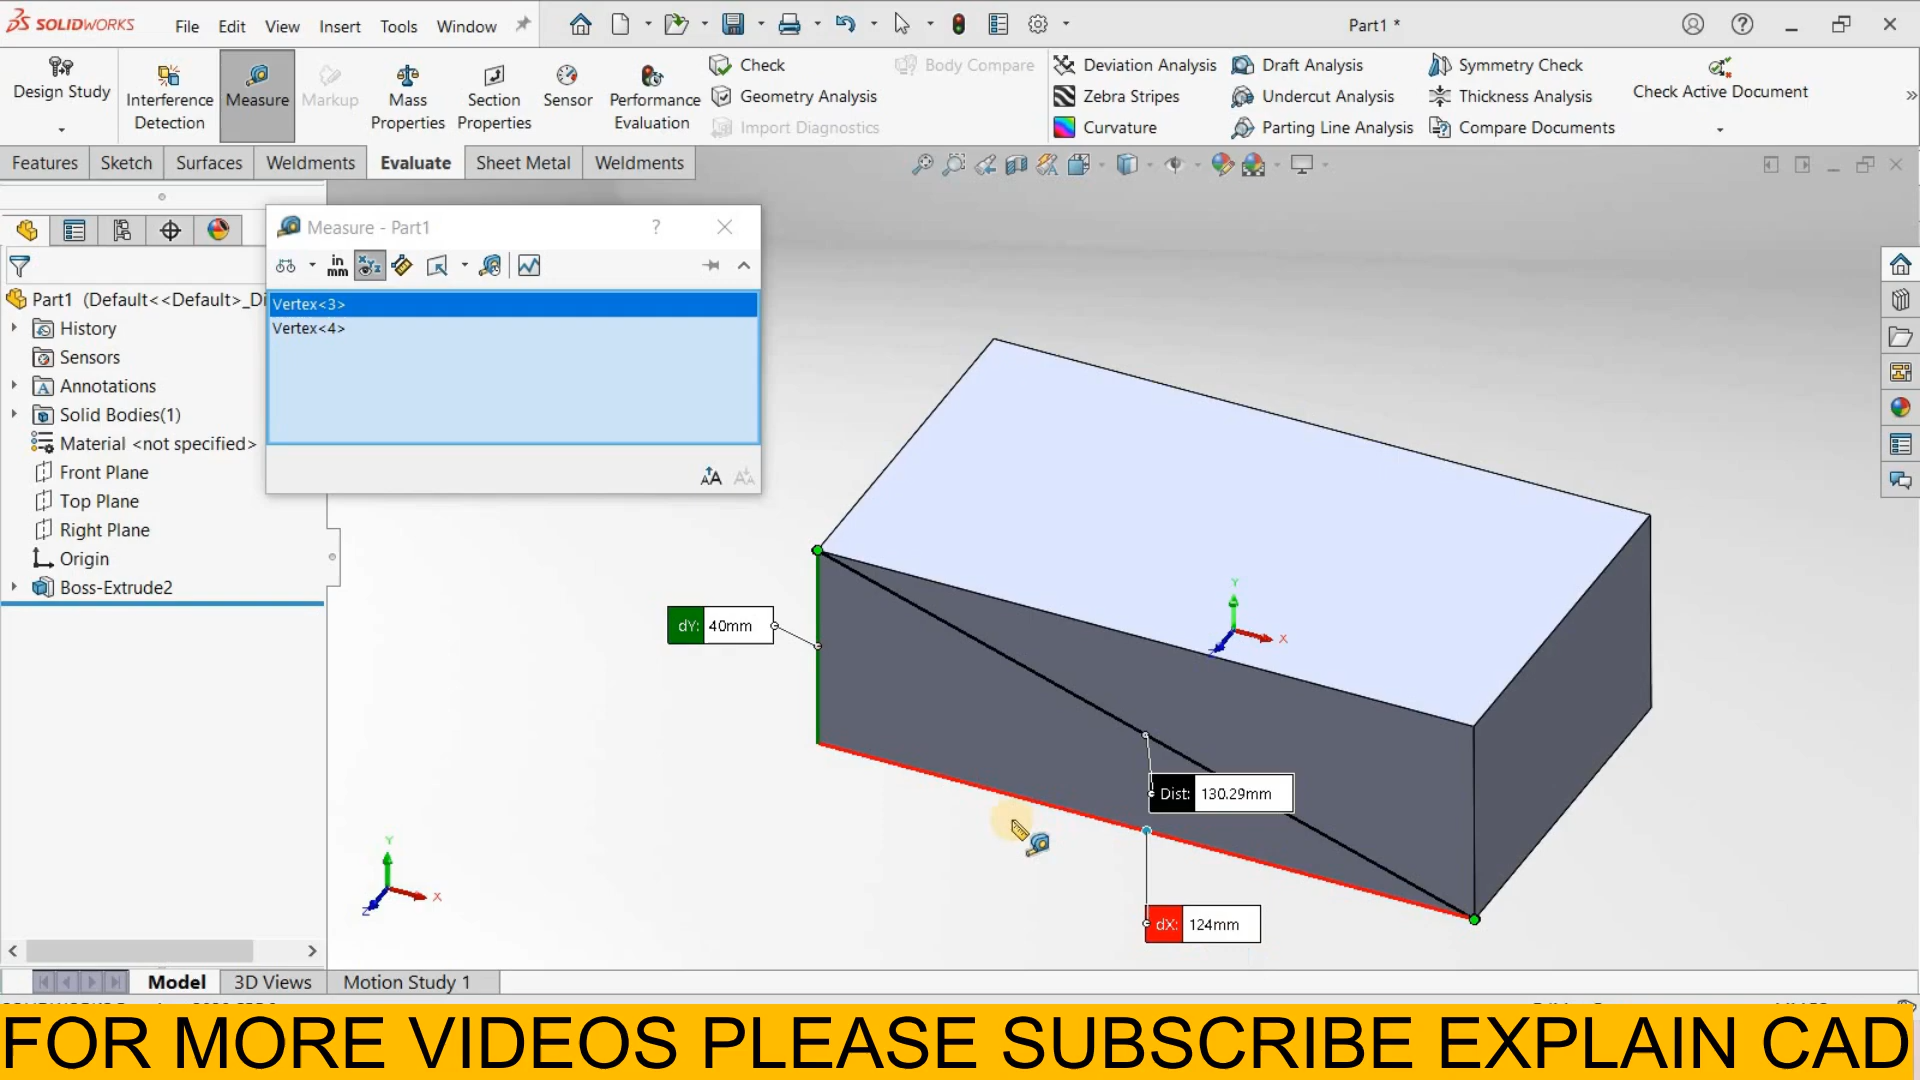 SOLIDWORKS File Edit View Insert Tools Window Part1 *
Design Study
Interference Detection
Measure
Markup
Mass Properties
Section Properties
Sensor
Performance Evaluation
Check
Geometry Analysis
Import Diagnostics
Body Compare
Deviation Analysis
Zebra Stripes
Curvature
Draft Analysis
Undercut Analysis
Parting Line Analysis
Symmetry Check
Thickness Analysis
Compare Documents
Check Active Document
Features Sketch Surfaces Weldments Evaluate Sheet Metal Weldments
Measure - Part1 ?
in
mm
Vertex<3>
Vertex<4>
Part1 (Default<<Default>_Di
History
Sensors
Annotations
Solid Bodies(1)
Material <not specified>
Front Plane
Top Plane
Right Plane
Origin
Boss-Extrude2
Y
X
dY: 40mm
Dist: 130.29mm
dX: 124mm
Y
X
Z
Model 3D Views Motion Study 1
FOR MORE VIDEOS PLEASE SUBSCRIBE EXPLAIN CAD